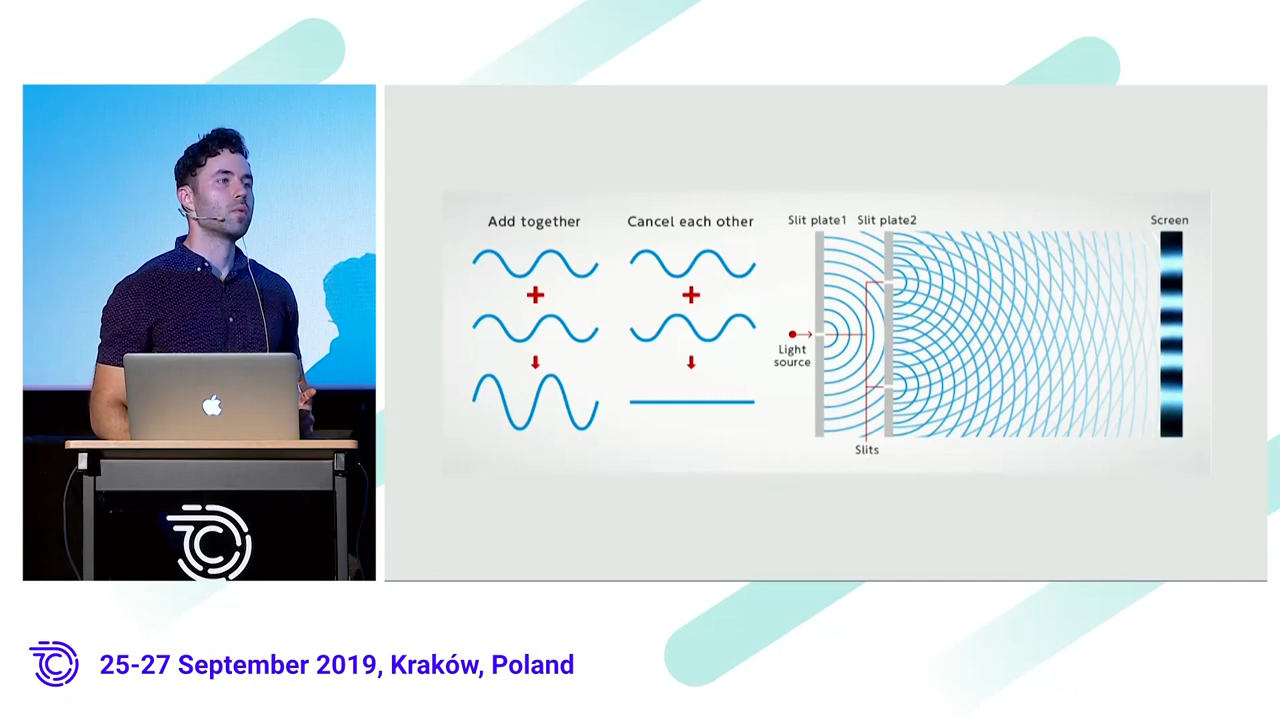 Add together
Cancel each other
Slit plate1
Slit plate2
Screen
Light
source
Slits
25-27 September 2019, Kraków, Poland